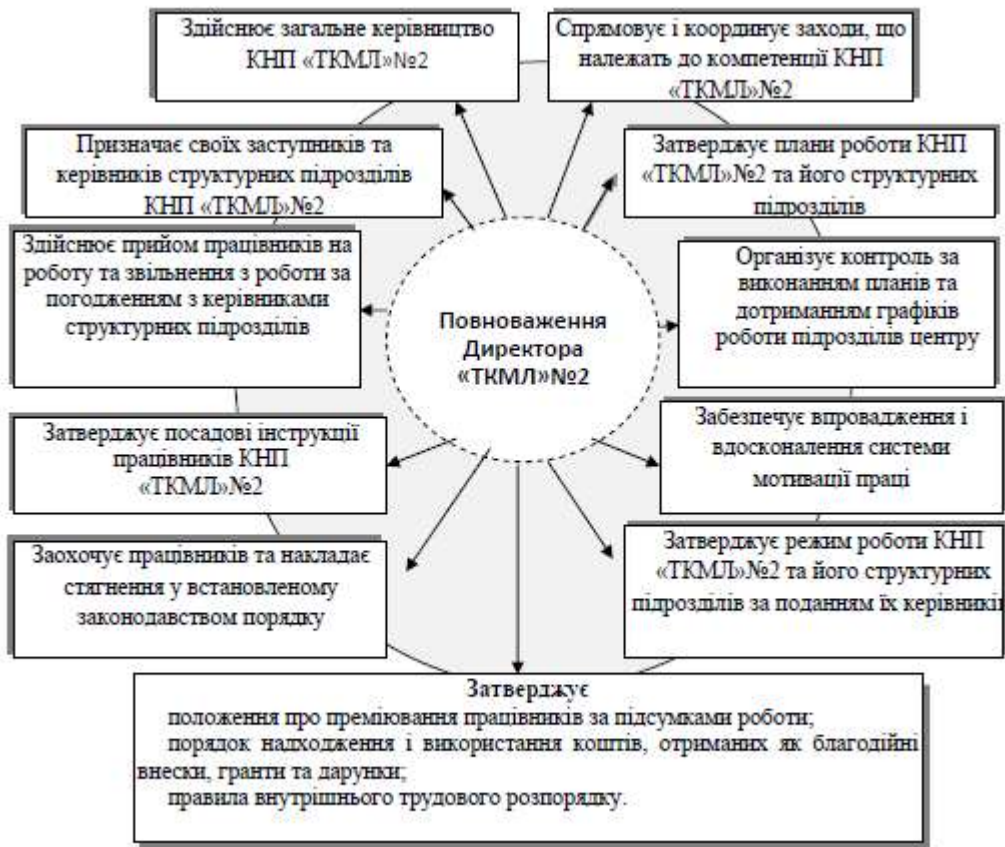 Здійснює загальне керівництво
КНП «ТКМЛ»№2
Спрямовує і координує заходи, що
належать до компетенції КНП
«ТКМЛ»№2
Призначає своїх заступників та
керівників структурних підрозділів
КНП «ТКМЛ»№2
Затверджує плани роботи КНП
«ТКМЛ»№2 та його структурних
підрозділів
Здійснює прийом працівників на
роботу та звільнення з роботи за
погодженням з керівниками
структурних підрозділів
Повноваження
Директора
«ТКМЛ»№2
Організує контроль за
виконанням планів та
дотриманням графіків
роботи підрозділів центру
Затверджує посадові інструкції
працівників КНП
«ТКМЛ»№2
Забезпечує впровадження і
вдосконалення системи
мотивації праці
Заохочує працівників та накладає
стягнення у встановленому
законодавством порядку
Затверджує режим роботи КНП
«ТКМЛ»№2 та його структурних
підрозділів за поданням їх керівників
Затверджує
положення про преміювання працівників за підсумками роботи;
порядок надходження і використання коштів, отриманих як благодійні
внески, гранти та дарунки;
правила внутрішнього трудового розпорядку.